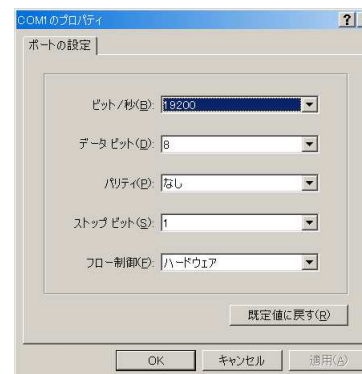 COM1のプロパティ
?
ポートの設定
ビット/秒(B): 19200
データ ビット(D): 8
パリティ(P): なし
ストップ ビット(S): 1
フロー制御(F): ハードウェア
既定値に戻す(R)
OK キャンセル 適用(A)